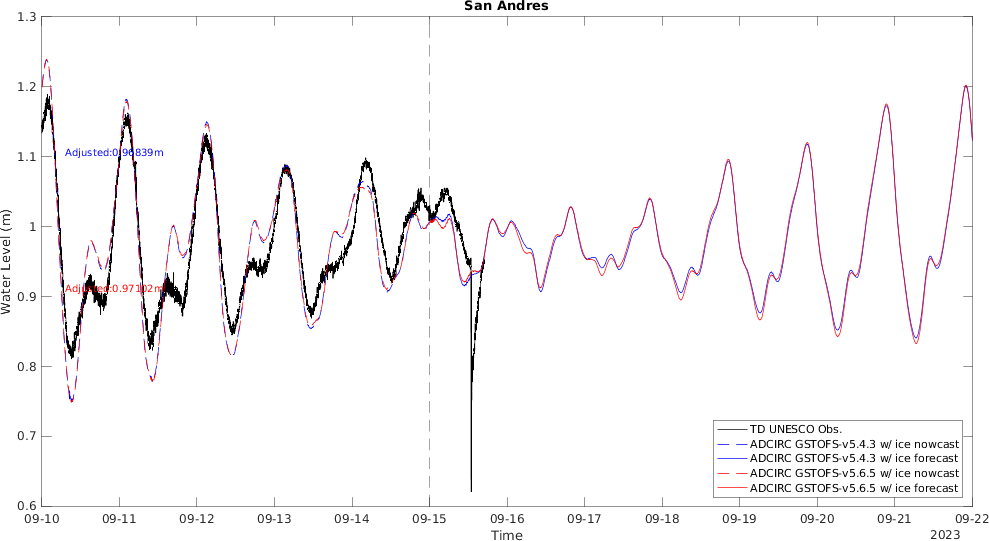 San Andres
1.3
1.2
1.1
1
0.9
0.8
0.7
0.6
Water Level (m)
Adjusted:0.96839m
Adjusted:0.97102m
TD UNESCO Obs.
ADCIRC GSTOFS-v5.4.3 w/ ice nowcast
ADCIRC GSTOFS-v5.4.3 w/ ice forecast
ADCIRC GSTOFS-v5.6.5 w/ ice nowcast
ADCIRC GSTOFS-v5.6.5 w/ ice forecast
09-10 09-11 09-12 09-13 09-14 09-15 09-16 09-17 09-18 09-19 09-20 09-21 09-22
Time
2023